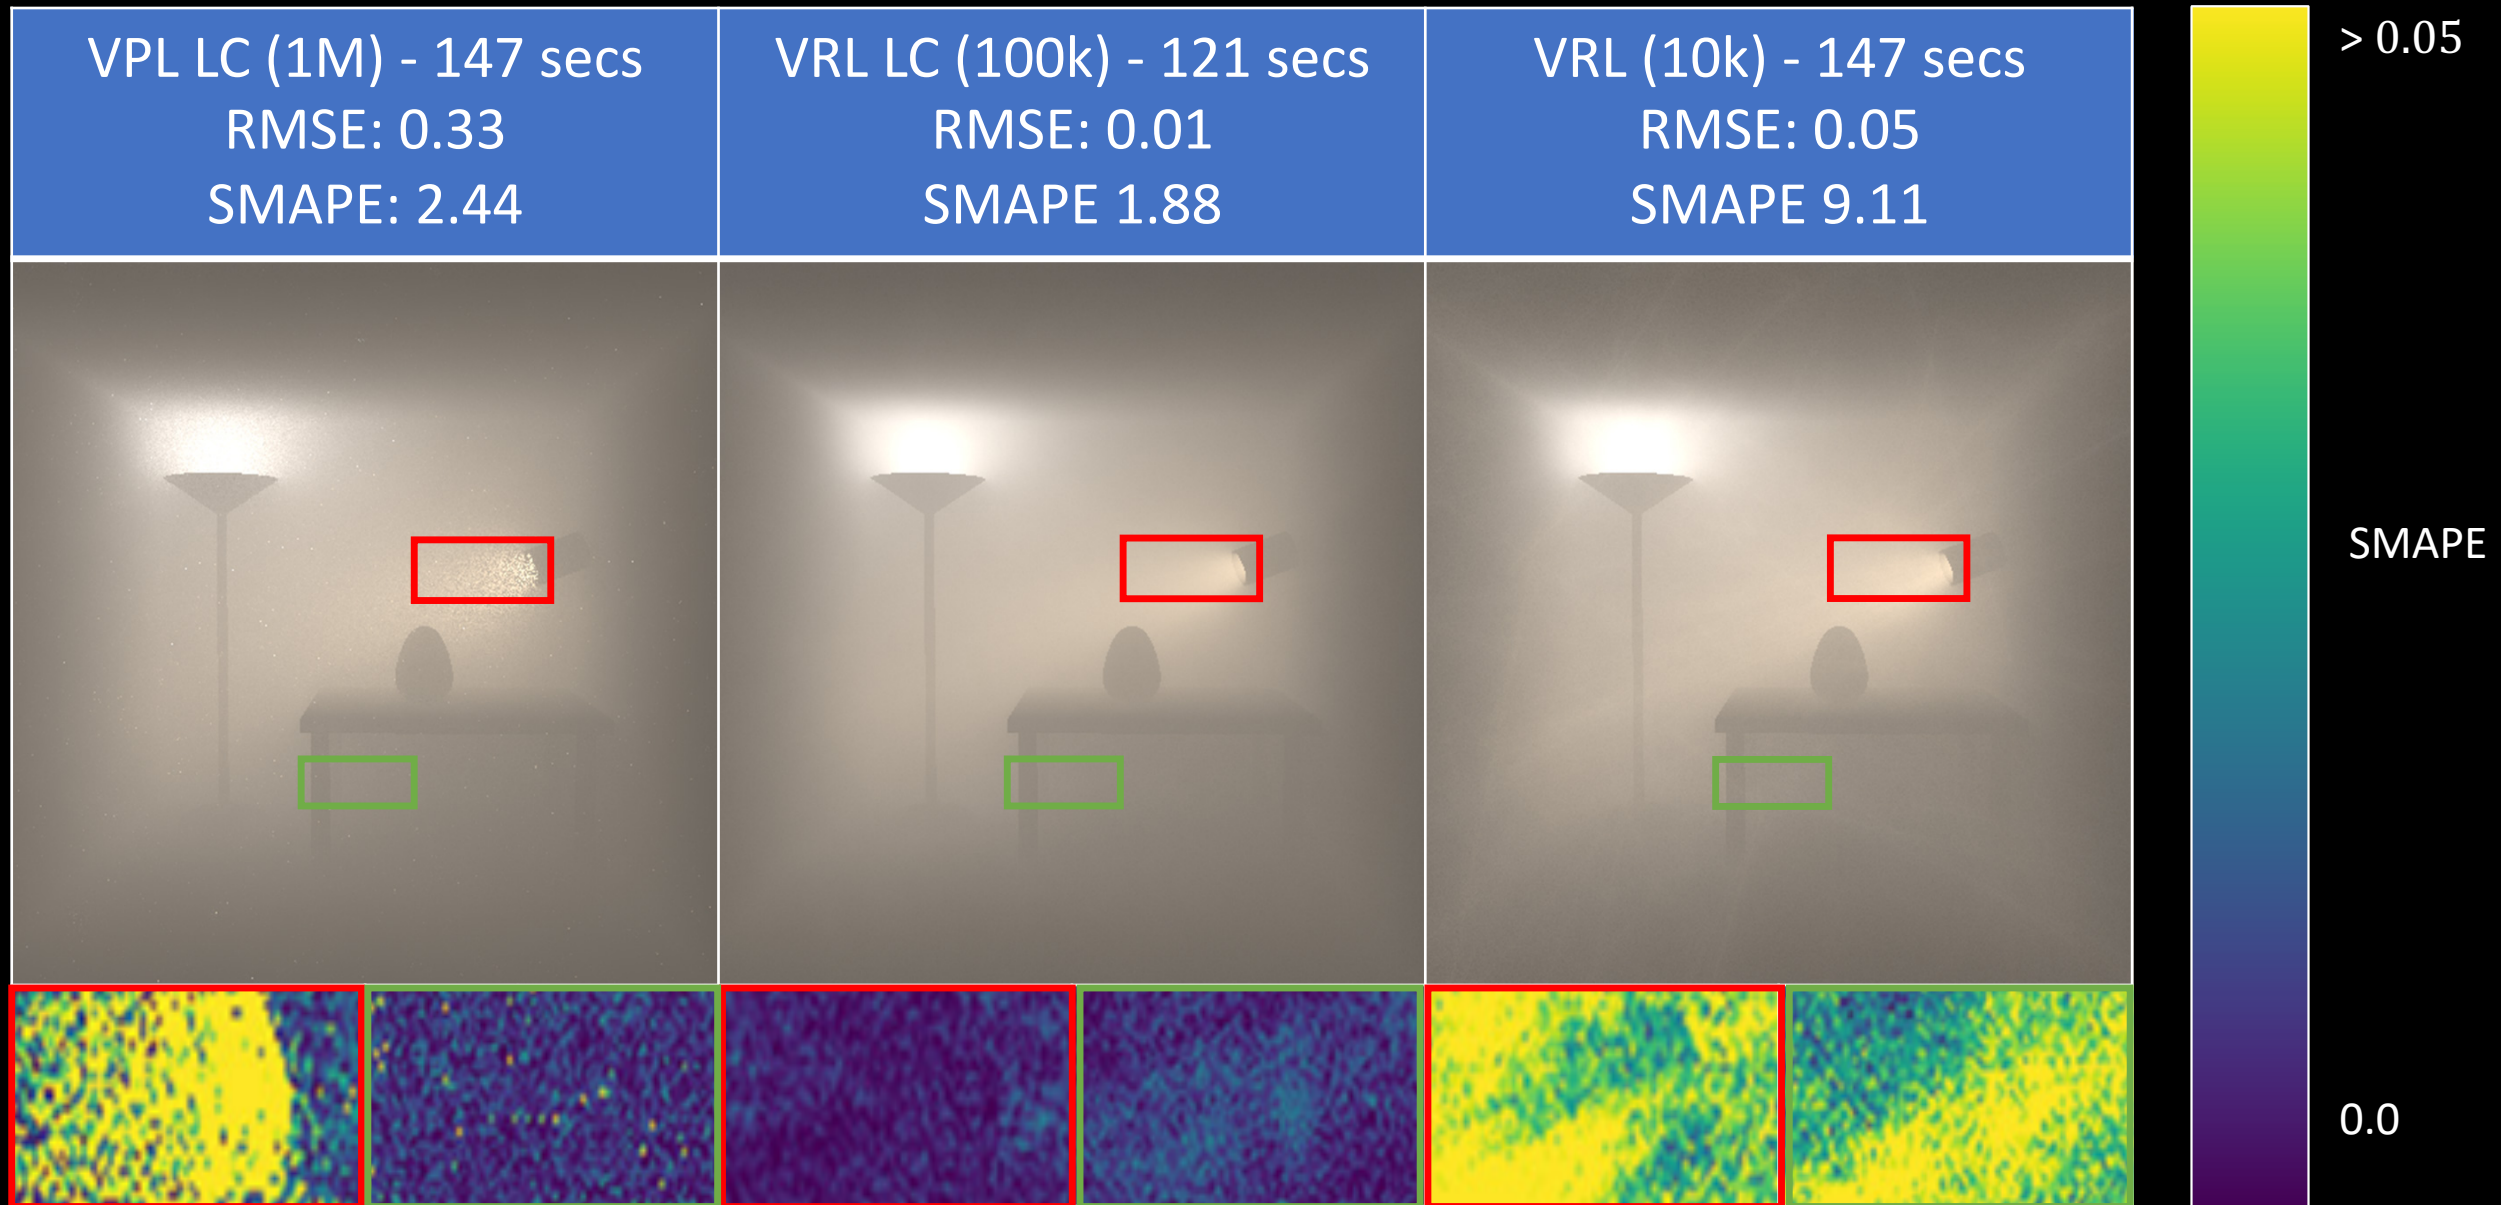 VPL LC (1M) - 147 secs
RMSE: 0.33
SMAPE: 2.44
VRL LC (100k) - 121 secs
RMSE: 0.01
SMAPE 1.88
VRL (10k) - 147 secs
RMSE: 0.05
SMAPE 9.11
> 0.05
SMAPE
0.0